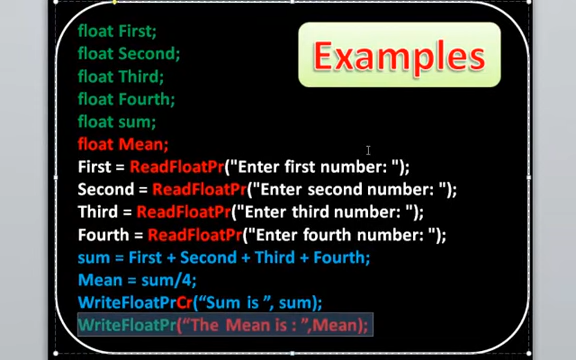 Examples
float First;
float Second;
float Third;
float Fourth;
float sum;
float Mean;
First = ReadFloatPr("Enter first number: ");
Second = ReadFloatPr("Enter second number: ");
Third = ReadFloatPr("Enter third number: ");
Fourth = ReadFloatPr("Enter fourth number: ");
sum = First + Second + Third + Fourth;
Mean = sum/4;
WriteFloatPrCr(“Sum is ”, sum);
WriteFloatPr(“The Mean is : ”,Mean);